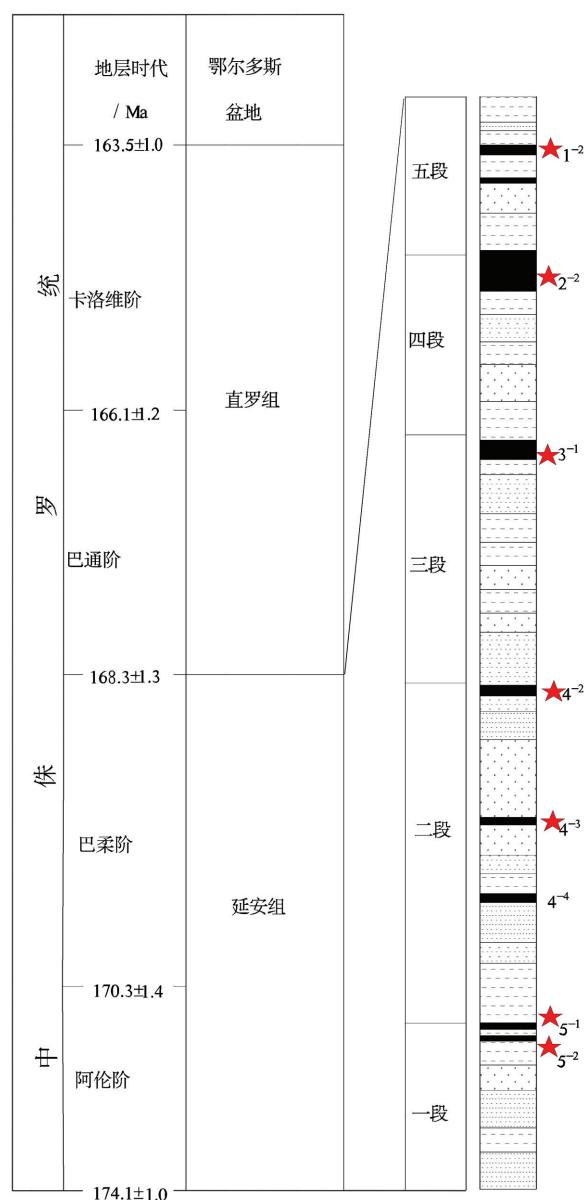 地层时代
/ Ma
鄂尔多斯
盆地
163.5±1.0
卡洛维阶
166.1±1.2
巴通阶
168.3±1.3
巴柔阶
170.3±1.4
阿伦阶
174.1±1.0
统
罗
侏
中
直罗组
延安组
五段
四段
三段
二段
一段
1⁻²
2⁻²
3⁻¹
4⁻²
4⁻³
4⁻⁴
5⁻¹
5⁻²